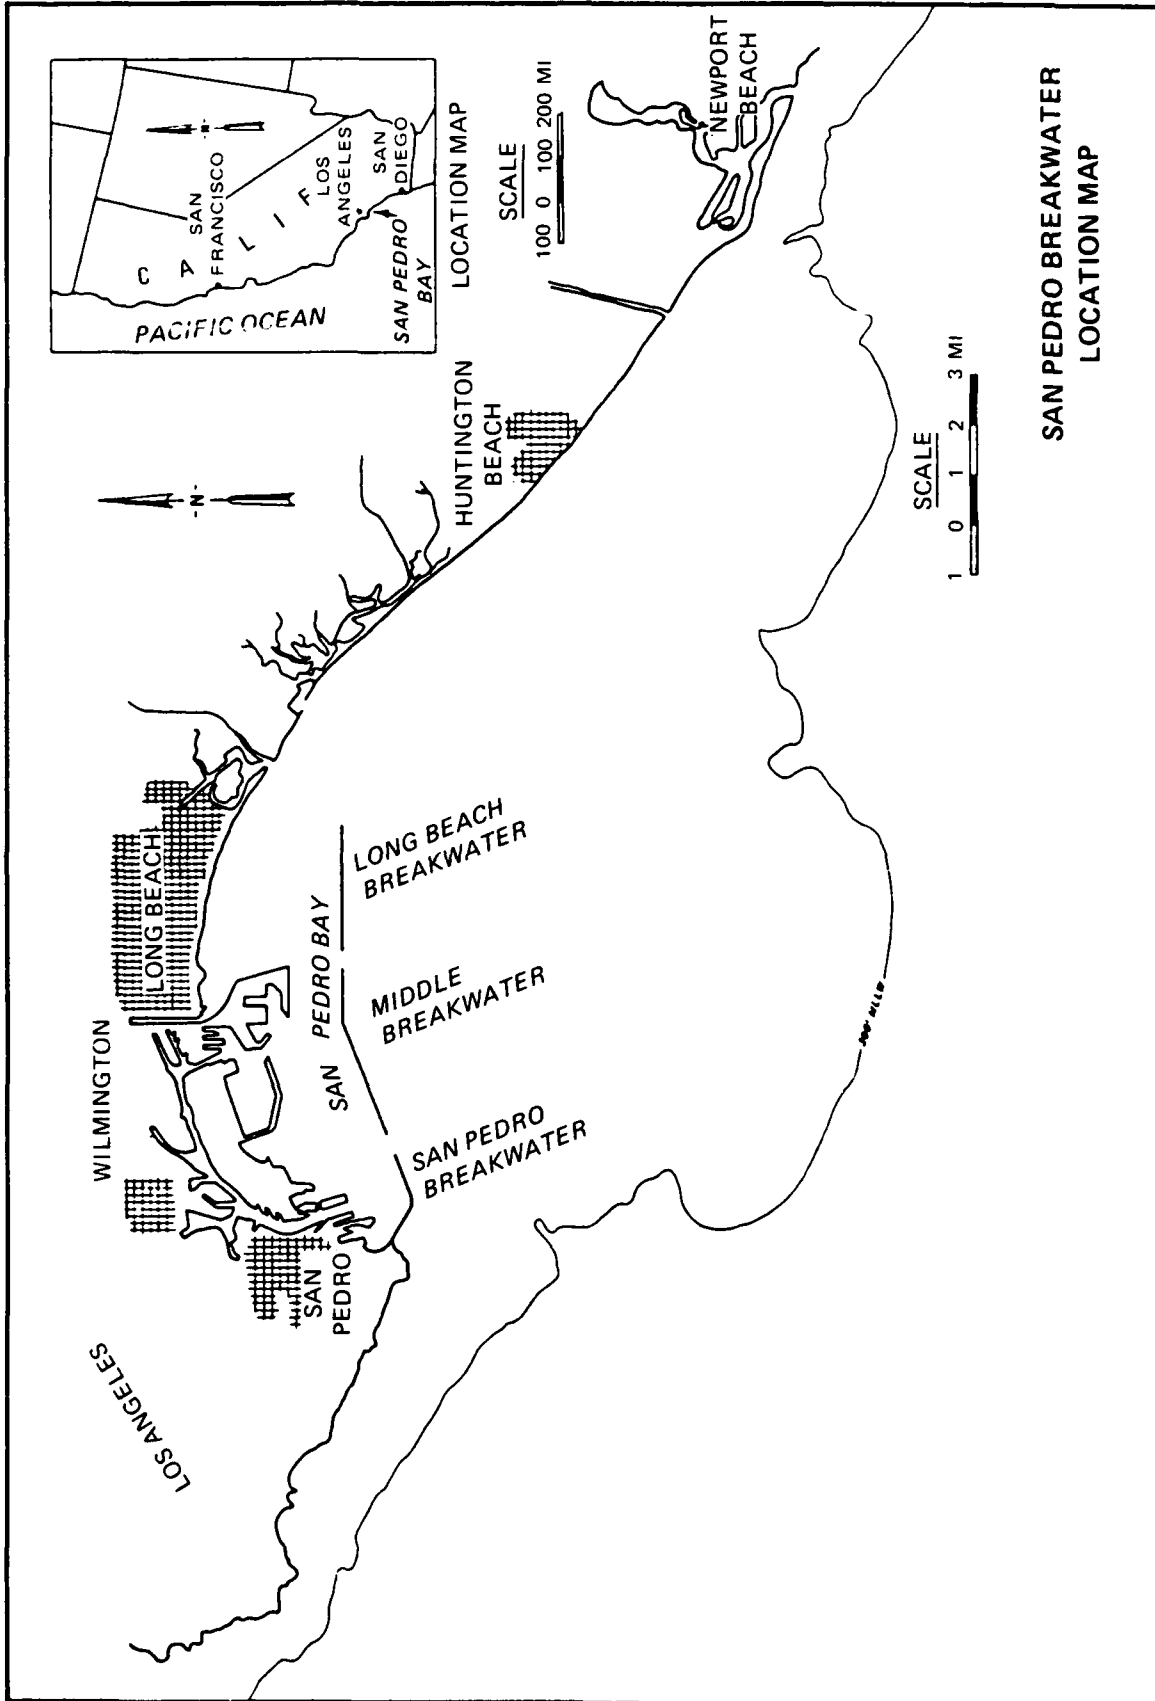 LOS ANGELES
WILMINGTON
LONG BEACH
SAN
PEDRO
SAN
PEDRO BAY
SAN PEDRO
BREAKWATER
MIDDLE
BREAKWATER
LONG BEACH
BREAKWATER
-N-
HUNTINGTON
BEACH
NEWPORT
BEACH
PACIFIC OCEAN
CALIF
SAN
FRANCISCO
LOS
ANGELES
SAN
DIEGO
SAN PEDRO
BAY
-N-
LOCATION MAP
SCALE
100 0 100 200 MI
SCALE
1 0 1 2 3 MI
SAN PEDRO BREAKWATER
LOCATION MAP